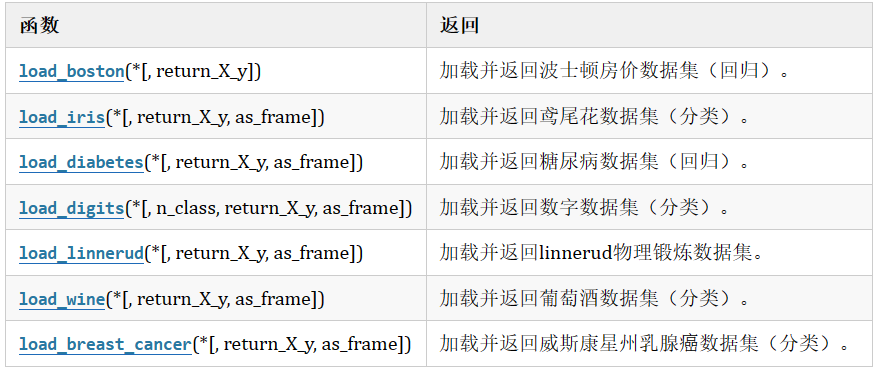 函数 返回
load_boston(*[, return_X_y]) 加载并返回波士顿房价数据集（回归）。
load_iris(*[, return_X_y, as_frame]) 加载并返回鸢尾花数据集（分类）。
load_diabetes(*[, return_X_y, as_frame]) 加载并返回糖尿病数据集（回归）。
load_digits(*[, n_class, return_X_y, as_frame]) 加载并返回数字数据集（分类）。
load_linnerud(*[, return_X_y, as_frame]) 加载并返回linnerud物理锻炼数据集。
load_wine(*[, return_X_y, as_frame]) 加载并返回葡萄酒数据集（分类）。
load_breast_cancer(*[, return_X_y, as_frame]) 加载并返回威斯康星州乳腺癌数据集（分类）。